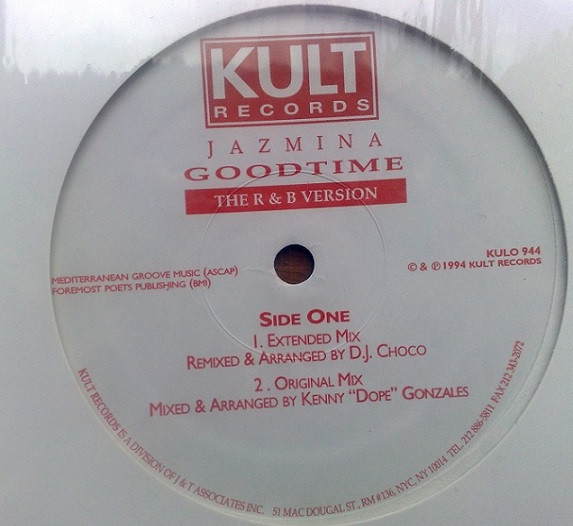 KULT
RECORDS
JAZMINA
GOODTIME
THE R & B VERSION
MEDITERRANEAN GROOVE MUSIC (ASCAP)
FOREMOST POETS PUBLISHING (BMI)
KULO 944
© & ℗ 1994 KULT RECORDS
SIDE ONE
1. EXTENDED MIX
REMIXED & ARRANGED BY D.J. CHOCO
2. ORIGINAL MIX
MIXED & ARRANGED BY KENNY "DOPE" GONZALES
KULT RECORDS IS A DIVISION OF J & T ASSOCIATES INC. 51 MAC DOUGAL ST., RM #136, NYC, NY 10014 TEL. 212-886-5811 FAX 212-343-2072